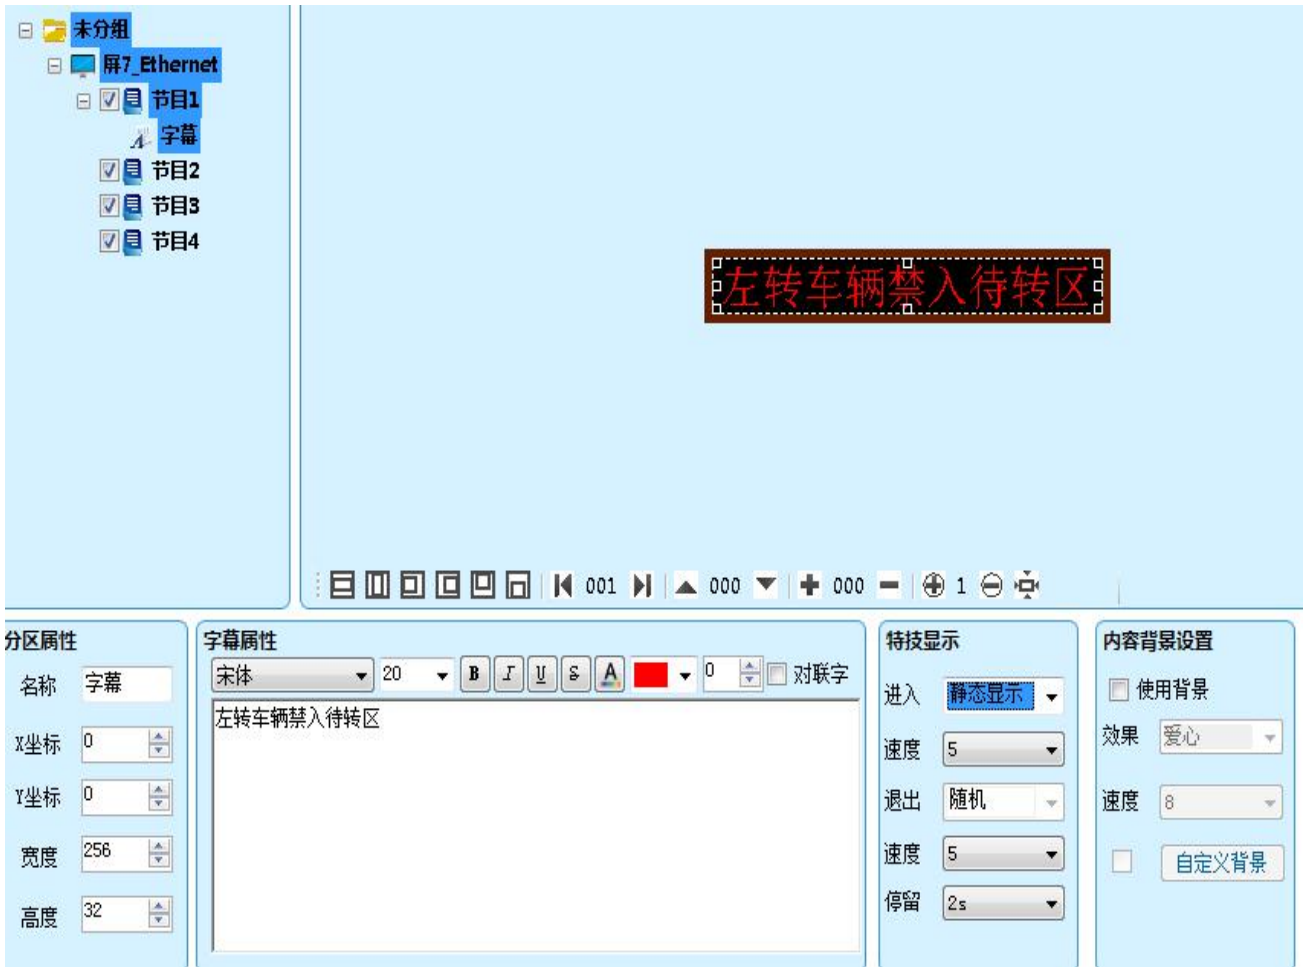 未分组
屏7_Ethernet
节目1
字幕
节目2
节目3
节目4
左转车辆禁入待转区
001 000 000 1
分区属性
名称 字幕
X坐标 0
Y坐标 0
宽度 256
高度 32
字幕属性
宋体 20 B I U S A 0 对联字
左转车辆禁入待转区
特技显示
进入 静态显示
速度 5
退出 随机
速度 5
停留 2s
内容背景设置
使用背景
效果 爱心
速度 8
自定义背景